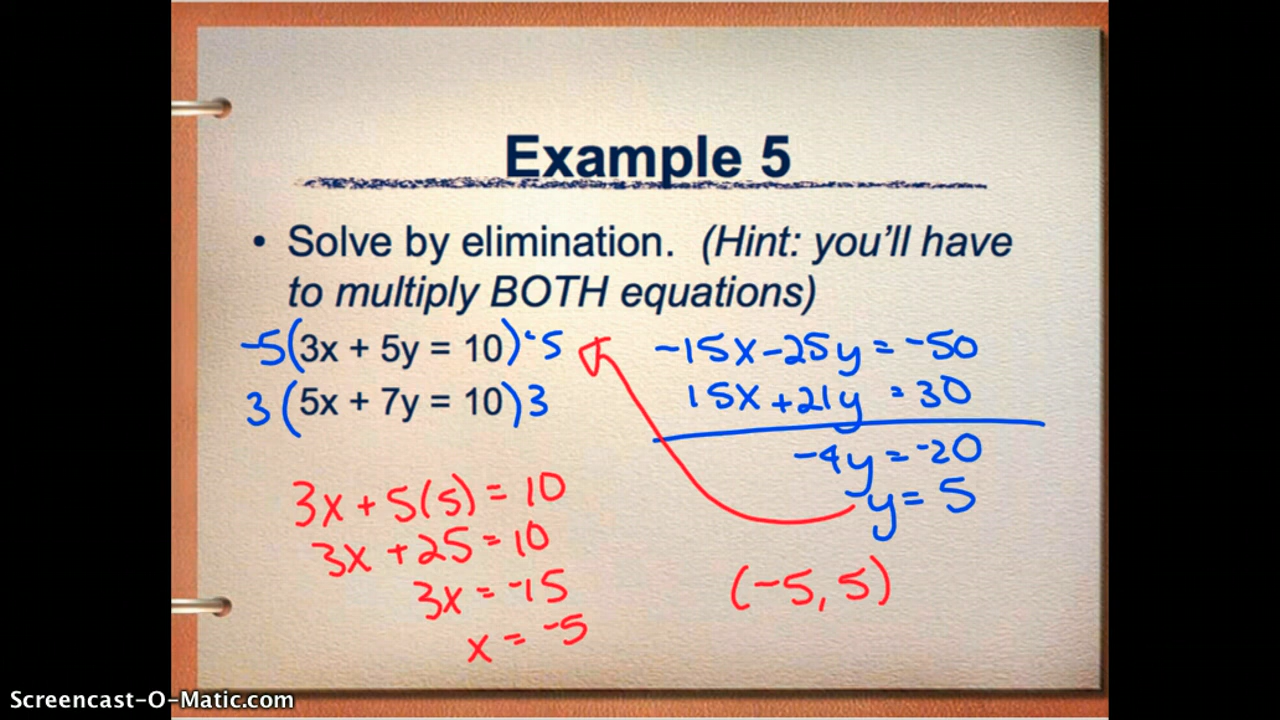 Example 5
• Solve by elimination. (Hint: you'll have
to multiply BOTH equations)
-5(3x + 5y = 10)·-5
3(5x + 7y = 10)3
-15x-25y=-50
15x+21y=30
-4y=-20
y=5
3x+5(5)=10
3x+25=10
3x=-15
x=-5
(-5,5)
Screencast-O-Matic.com